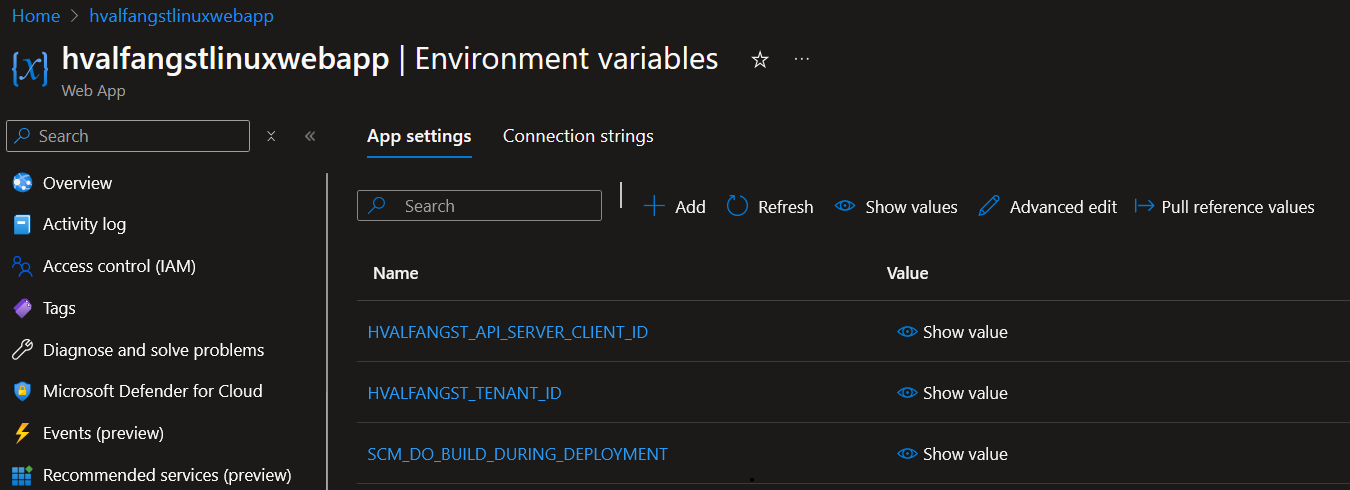 Home > hvalfangstlinuxwebapp
hvalfangstlinuxwebapp | Environment variables
Web App
Search
App settings Connection strings
Overview
Search Add Refresh Show values Advanced edit Pull reference values
Activity log
Access control (IAM)
Name Value
Tags
HVALFANGST_API_SERVER_CLIENT_ID Show value
Diagnose and solve problems
Microsoft Defender for Cloud
HVALFANGST_TENANT_ID Show value
Events (preview)
SCM_DO_BUILD_DURING_DEPLOYMENT Show value
Recommended services (preview)